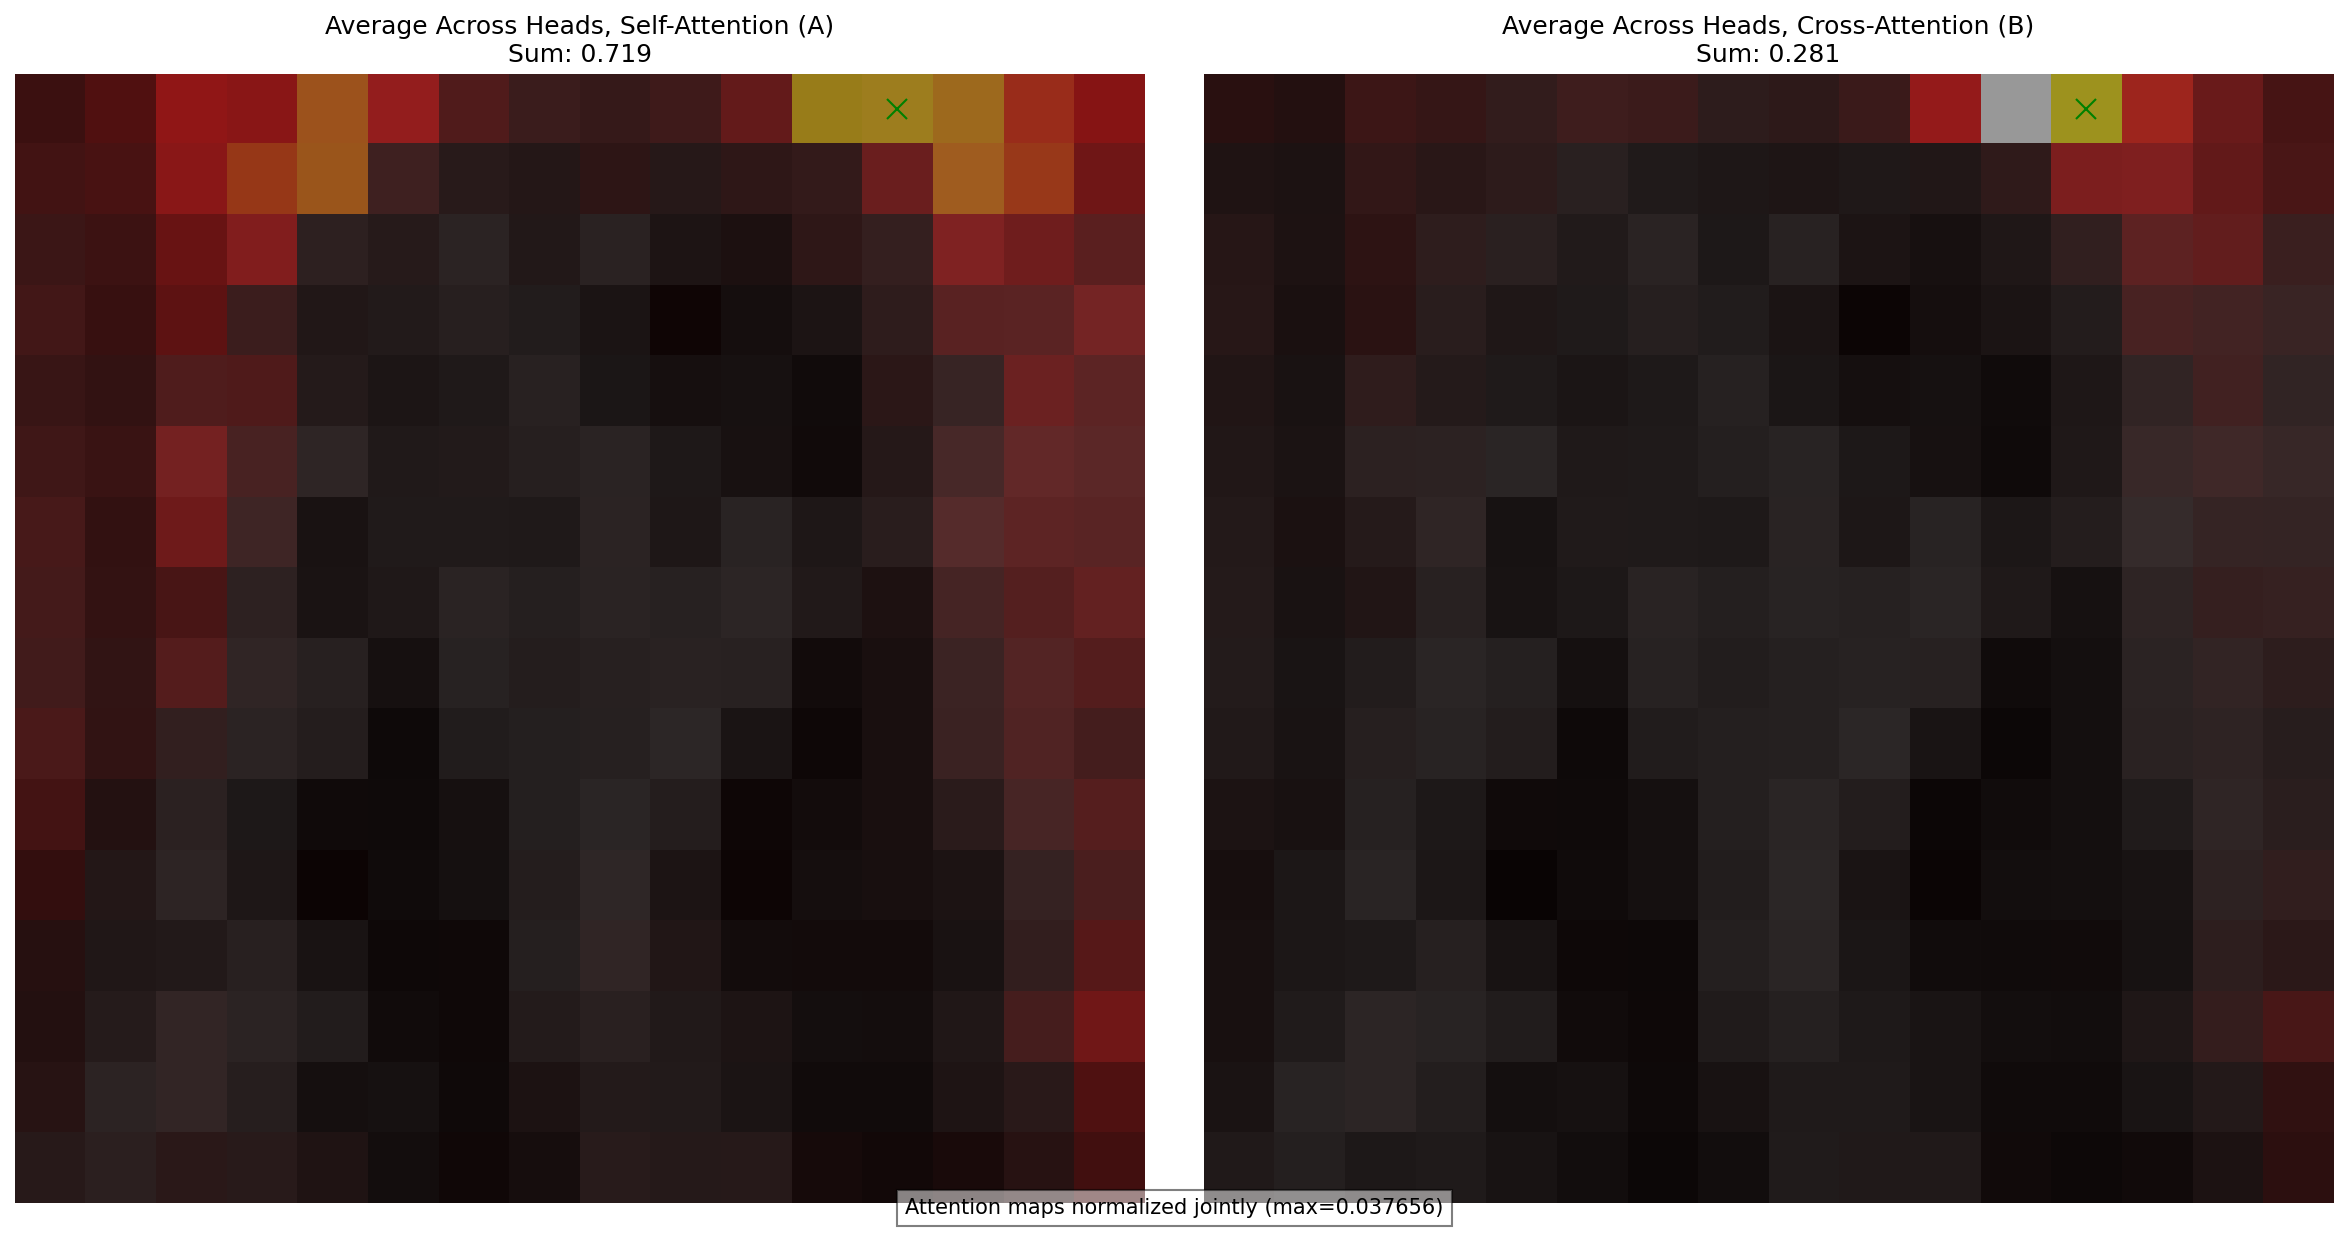 Average Across Heads, Self-Attention (A)
Sum: 0.719
Average Across Heads, Cross-Attention (B)
Sum: 0.281
Attention maps normalized jointly (max=0.037656)